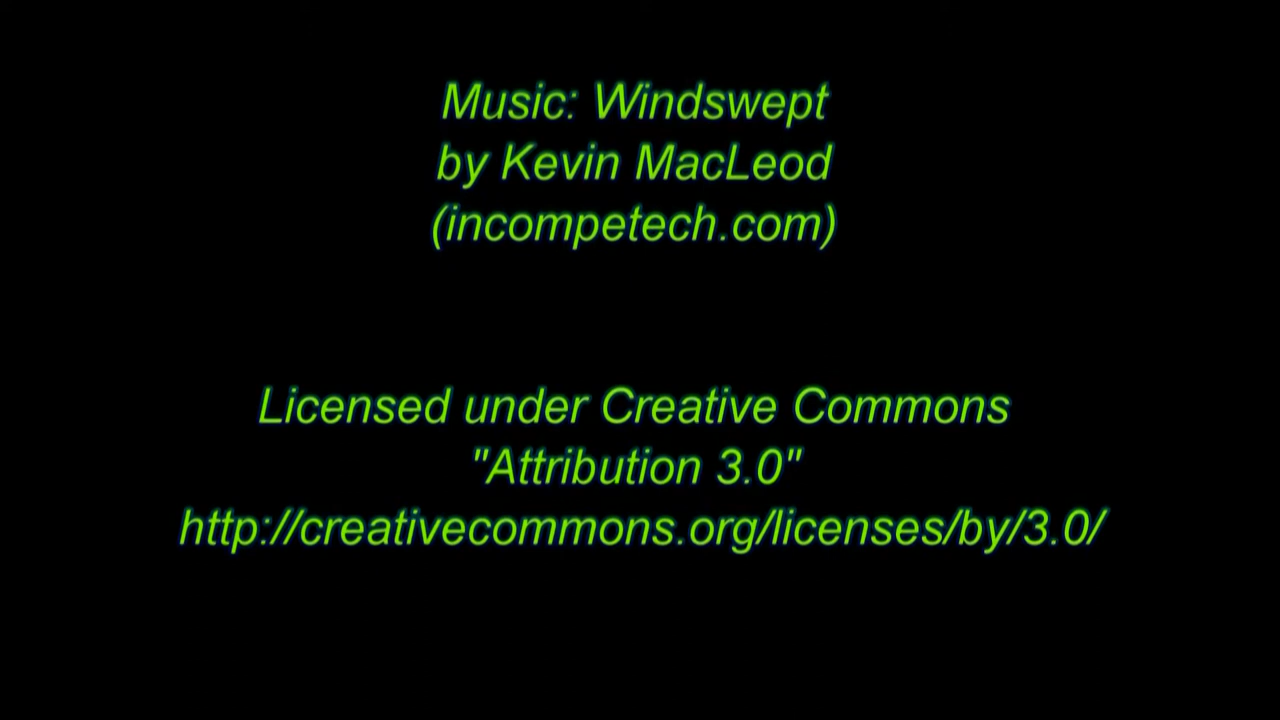 Music: Windswept
by Kevin MacLeod
(incompetech.com)
Licensed under Creative Commons
"Attribution 3.0"
http://creativecommons.org/licenses/by/3.0/